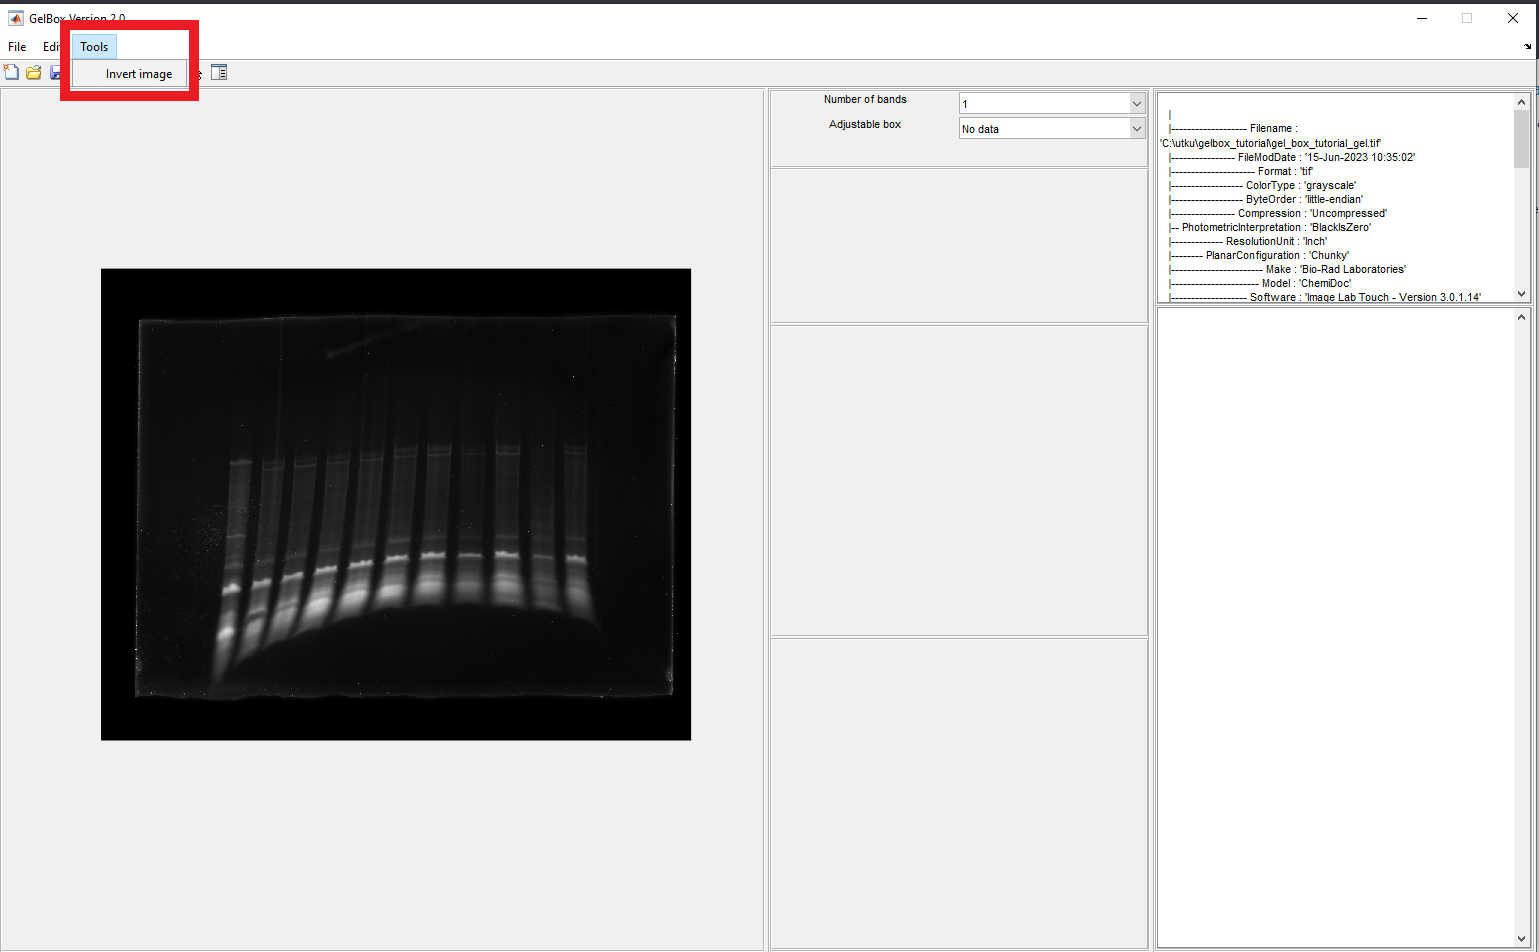 GelBox Version 2.0
File Edit Tools
Invert image
Number of bands 1
Adjustable box No data
|
|------------------- Filename :
'C:\utku\gelbox_tutorial\gel_box_tutorial_gel.tif'
|---------------- FileModDate : '15-Jun-2023 10:35:02'
|--------------------- Format : 'tif'
|------------------ ColorType : 'grayscale'
|------------------ ByteOrder : 'little-endian'
|---------------- Compression : 'Uncompressed'
|-- PhotometricInterpretation : 'BlackIsZero'
|------------- ResolutionUnit : 'Inch'
|-------- PlanarConfiguration : 'Chunky'
|----------------------- Make : 'Bio-Rad Laboratories'
|---------------------- Model : 'ChemiDoc'
|------------------- Software : 'Image Lab Touch - Version 3.0.1.14'